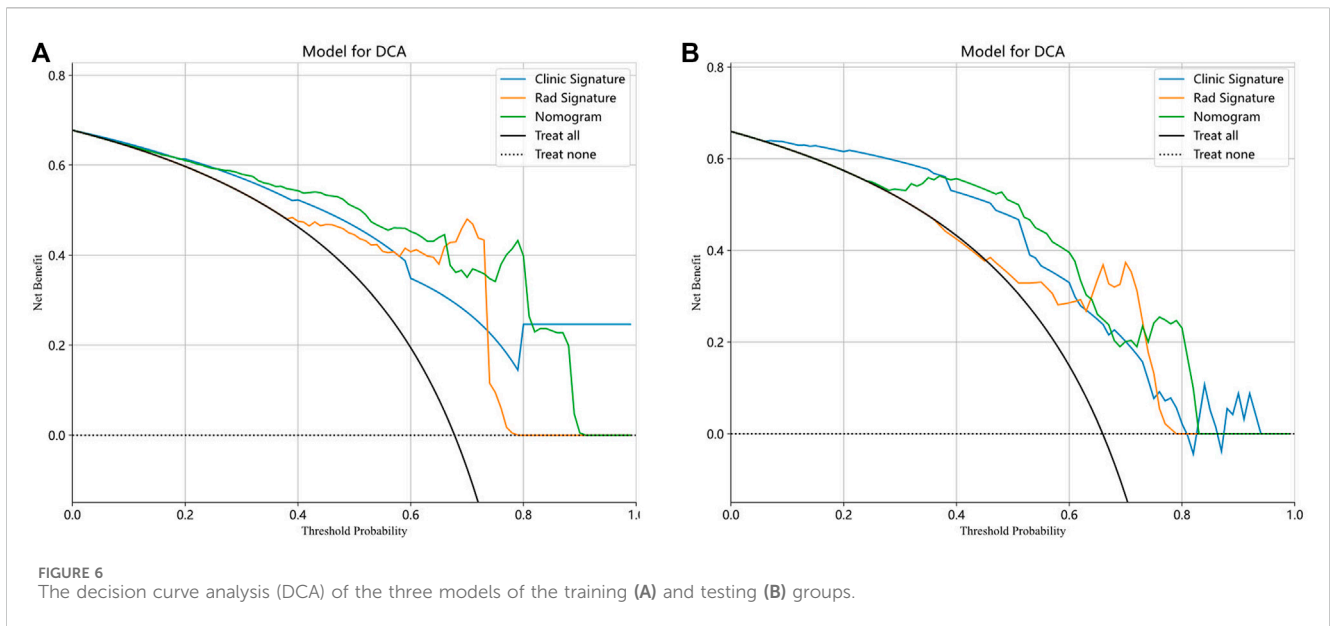 A
Model for DCA
Clinic Signature
Rad Signature
Nomogram
Treat all
Treat none
0.8
0.6
0.4
0.2
0.0
Net Benefit
0.0 0.2 0.4 0.6 0.8 1.0
Threshold Probability
B
Model for DCA
Clinic Signature
Rad Signature
Nomogram
Treat all
Treat none
0.8
0.6
0.4
0.2
0.0
Net Benefit
0.0 0.2 0.4 0.6 0.8 1.0
Threshold Probability
FIGURE 6
The decision curve analysis (DCA) of the three models of the training (A) and testing (B) groups.